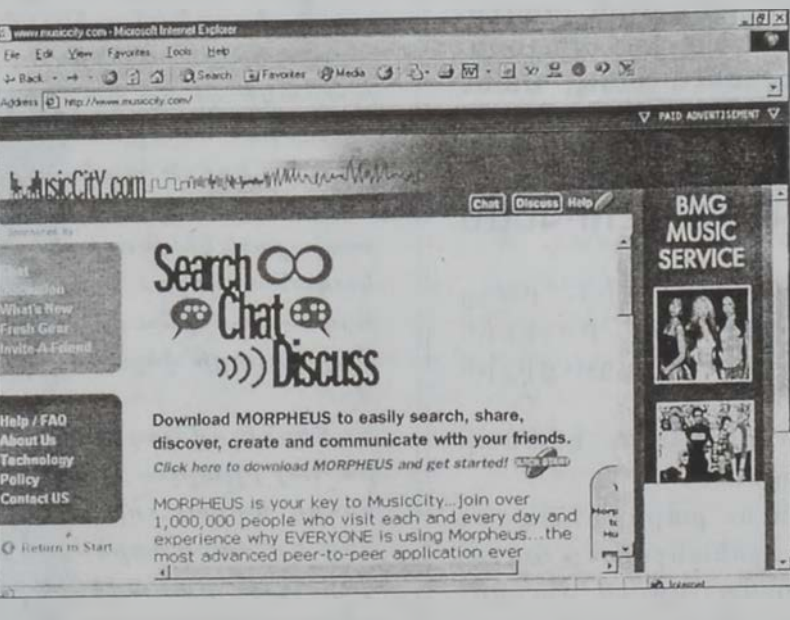 www.musiccity.com - Microsoft Internet Explorer
File Edit View Favorites Tools Help
Back Search Favorites Media
Address http://www.musiccity.com/
PAID ADVERTISEMENT
MusicCitY.com
Chat Discuss Help
BMG
MUSIC
SERVICE
Sponsored by
Chat
Discussion
What's New
Fresh Gear
Invite A Friend
Search
Chat
Discuss
Help / FAQ
About Us
Technology
Policy
Contact US
Return to Start
Download MORPHEUS to easily search, share,
discover, create and communicate with your friends.
Click here to download MORPHEUS and get started!
MORPHEUS is your key to MusicCity...join over
1,000,000 people who visit each and every day and
experience why EVERYONE is using Morpheus...the
most advanced peer-to-peer application ever
Internet